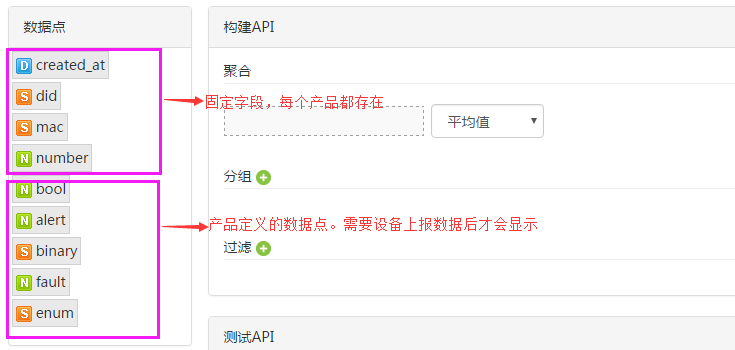 数据点
D created_at
S did
S mac
N number
N bool
N alert
S binary
N fault
S enum
构建API
聚合
固定字段，每个产品都存在
平均值
分组
产品定义的数据点。需要设备上报数据后才会显示
过滤
测试API